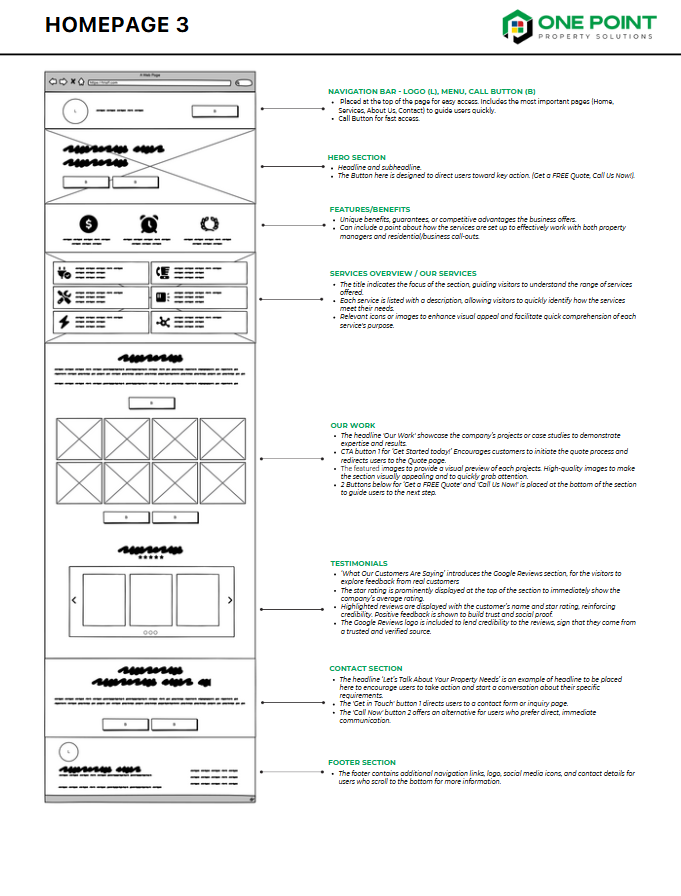 HOMEPAGE 3
ONE POINT
PROPERTY SOLUTIONS
A Web Page
NAVIGATION BAR - LOGO (L), MENU, CALL BUTTON (B)
• Placed at the top of the page for easy access. Includes the most important pages (Home,
Services, About Us, Contact) to guide users quickly.
• Call Button for fast access.
HERO SECTION
• Headline and subheadline.
• The Button here is designed to direct users toward key action. (Get a FREE Quote, Call Us Now!).
FEATURES/BENEFITS
• Unique benefits, guarantees, or competitive advantages the business offers.
• Can include a point about how the services are set up to effectively work with both property
managers and residential/business call-outs.
SERVICES OVERVIEW / OUR SERVICES
• The title indicates the focus of the section, guiding visitors to understand the range of services
offered.
• Each service is listed with a description, allowing visitors to quickly identify how the services
meet their needs.
• Relevant icons or images to enhance visual appeal and facilitate quick comprehension of each
service's purpose.
OUR WORK
• The headline 'Our Work' showcase the company's projects or case studies to demonstrate
expertise and results.
• CTA button 1 for 'Get Started today!' Encourages customers to initiate the quote process and
redirects users to the Quote page.
• The featured images to provide a visual preview of each projects. High-quality images to make
the section visually appealing and to quickly grab attention.
• 2 Buttons below for 'Get a FREE Quote' and 'Call Us Now!' is placed at the bottom of the section
to guide users to the next step.
TESTIMONIALS
• 'What Our Customers Are Saying' introduces the Google Reviews section, for the visitors to
explore feedback from real customers
• The star rating is prominently displayed at the top of the section to immediately show the
company's average rating.
• Highlighted reviews are displayed with the customer's name and star rating, reinforcing
credibility. Positive feedback is shown to build trust and social proof.
• The Google Reviews logo is included to lend credibility to the reviews, sign that they come from
a trusted and verified source.
CONTACT SECTION
• The headline 'Let's Talk About Your Property Needs' is an example of headline to be placed
here to encourage users to take action and start a conversation about their specific
requirements.
• The 'Get in Touch' button 1 directs users to a contact form or inquiry page.
• The 'Call Now' button 2 offers an alternative for users who prefer direct, immediate
communication.
FOOTER SECTION
• The footer contains additional navigation links, logo, social media icons, and contact details for
users who scroll to the bottom for more information.